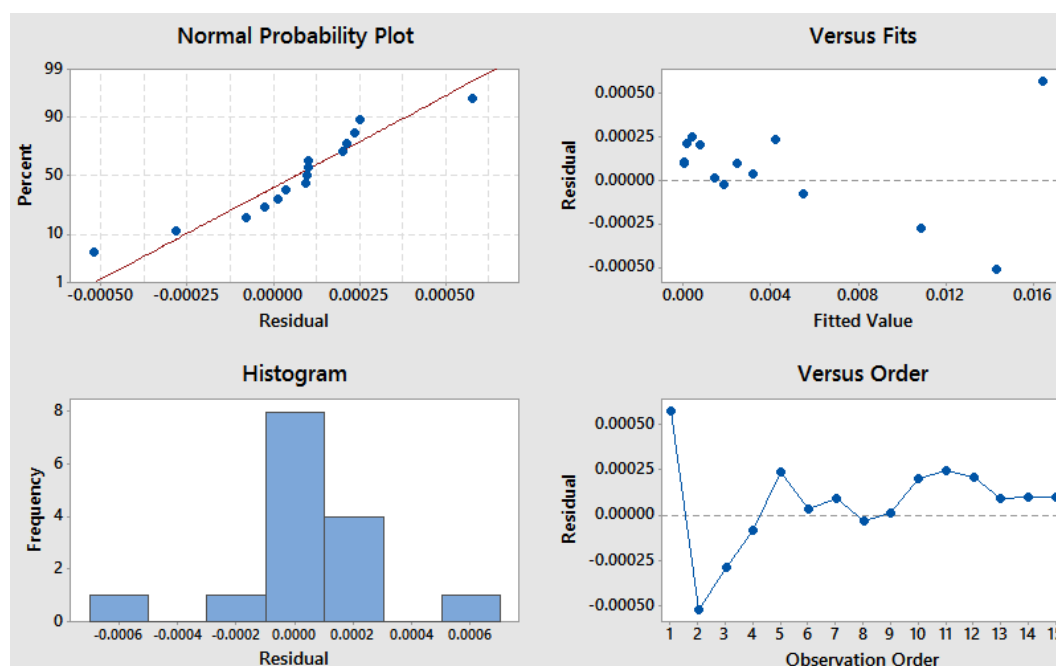 Normal Probability Plot
99
90
50
10
1
Percent
-0.00050 -0.00025 0.00000 0.00025 0.00050
Residual
Versus Fits
0.00050
0.00025
0.00000
-0.00025
-0.00050
Residual
0.000 0.004 0.008 0.012 0.016
Fitted Value
Histogram
8
6
4
2
0
Frequency
-0.0006 -0.0004 -0.0002 0.0000 0.0002 0.0004 0.0006
Residual
Versus Order
0.00050
0.00025
0.00000
-0.00025
-0.00050
Residual
1 2 3 4 5 6 7 8 9 10 11 12 13 14 15
Observation Order